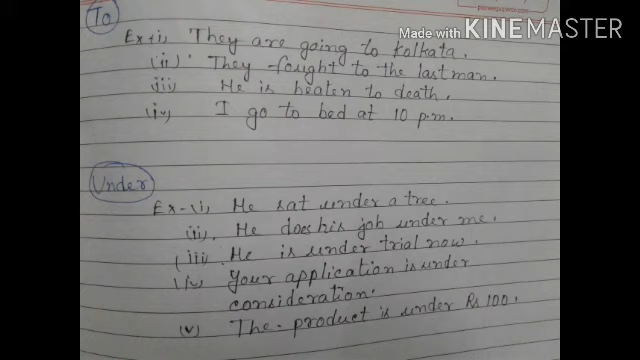 To
Made with KINEMASTER
Ex-i, They are going to Kolkata.
(ii) They fought to the last man.
iii) He is beaten to death.
(iv) I go to bed at 10 p.m.
Under
Ex-(i, He sat under a tree.
(ii). He does his job under me.
(iii). He is under trial now.
(iv Your application is under
consideration.
(v) The product is under Rs 100.